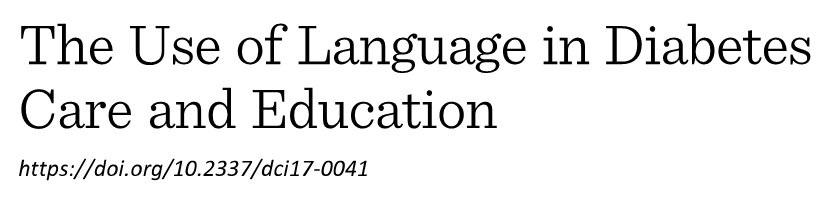 The Use of Language in Diabetes
Care and Education
https://doi.org/10.2337/dci17-0041